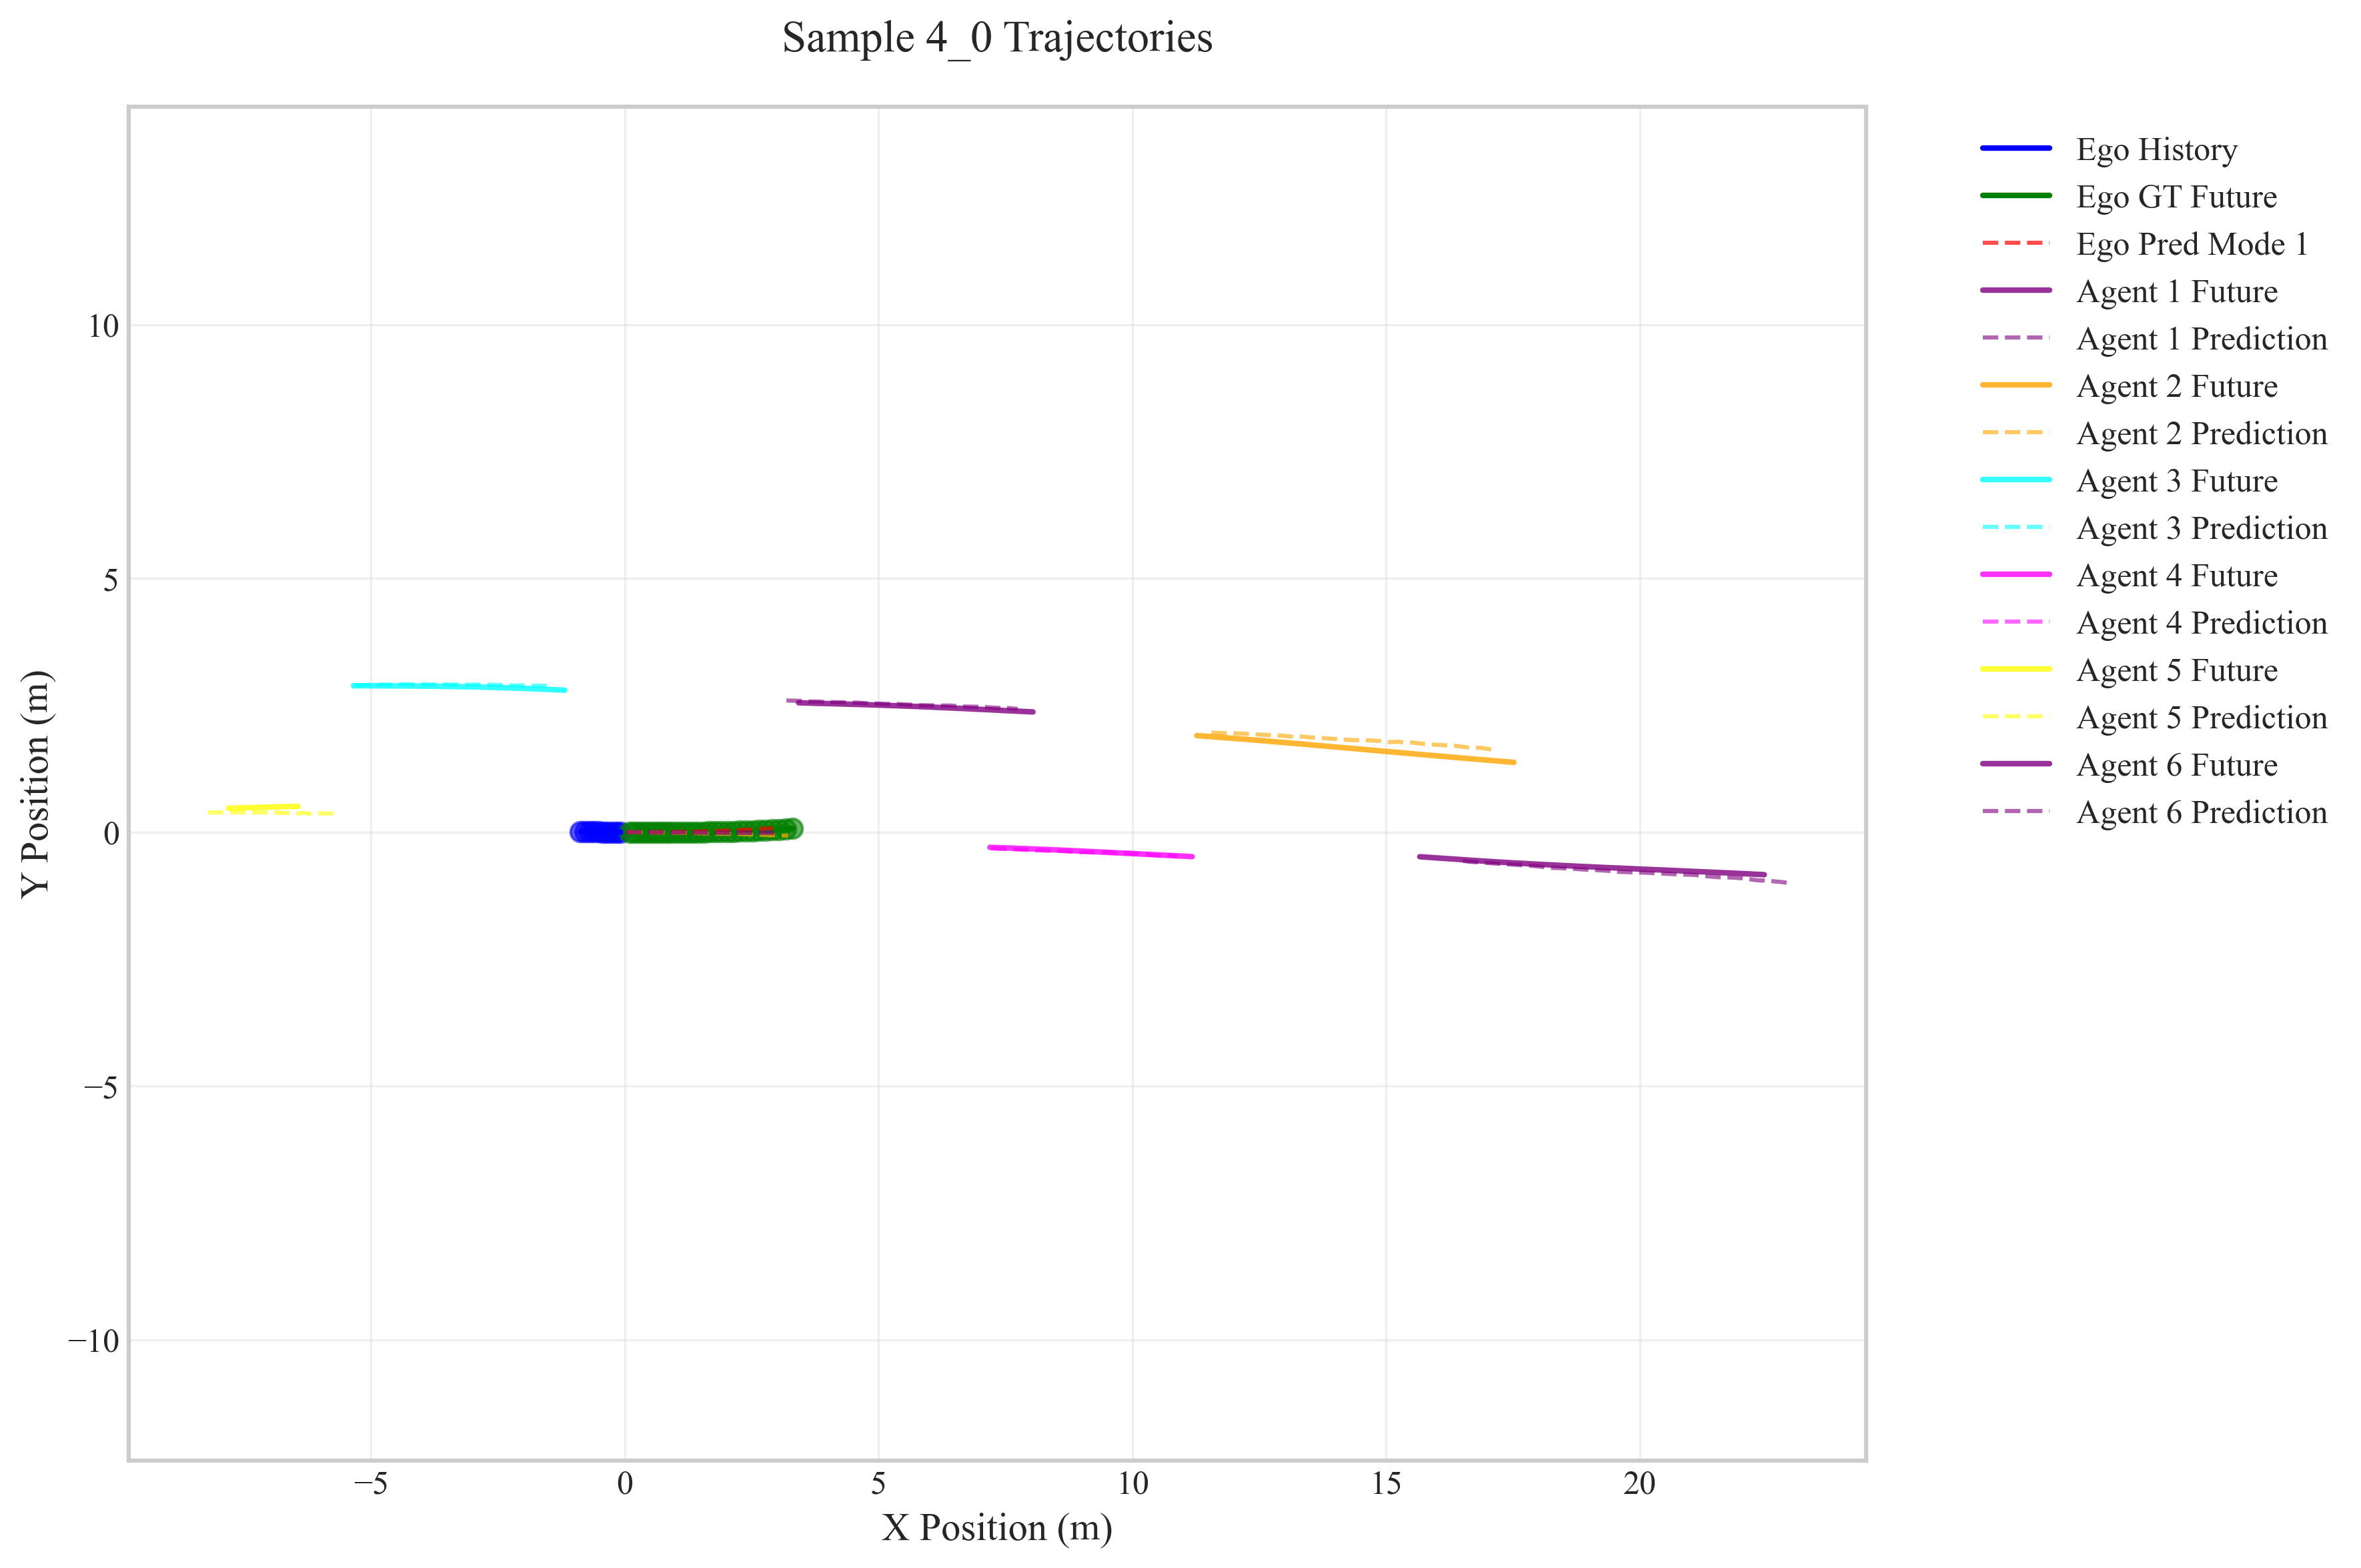 Sample 4_0 Trajectories
Y Position (m)
10
5
0
−5
−10
−5
0
5
10
15
20
X Position (m)
Ego History
Ego GT Future
Ego Pred Mode 1
Agent 1 Future
Agent 1 Prediction
Agent 2 Future
Agent 2 Prediction
Agent 3 Future
Agent 3 Prediction
Agent 4 Future
Agent 4 Prediction
Agent 5 Future
Agent 5 Prediction
Agent 6 Future
Agent 6 Prediction